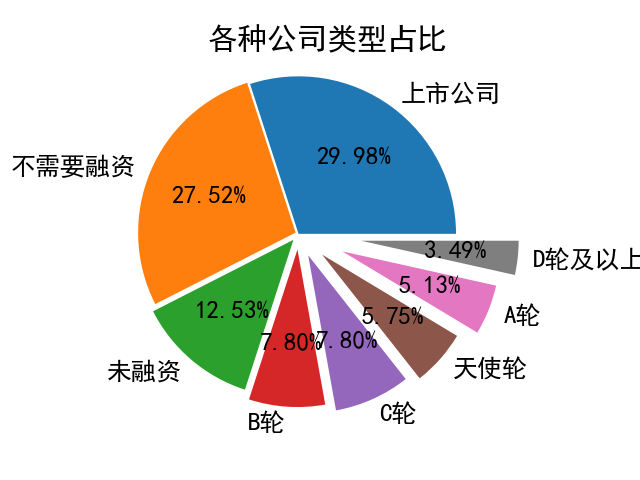 各种公司类型占比
上市公司
29.98%
不需要融资
27.52%
未融资
12.53%
B轮
7.80%
C轮
7.80%
天使轮
5.75%
A轮
5.13%
D轮及以上
3.49%